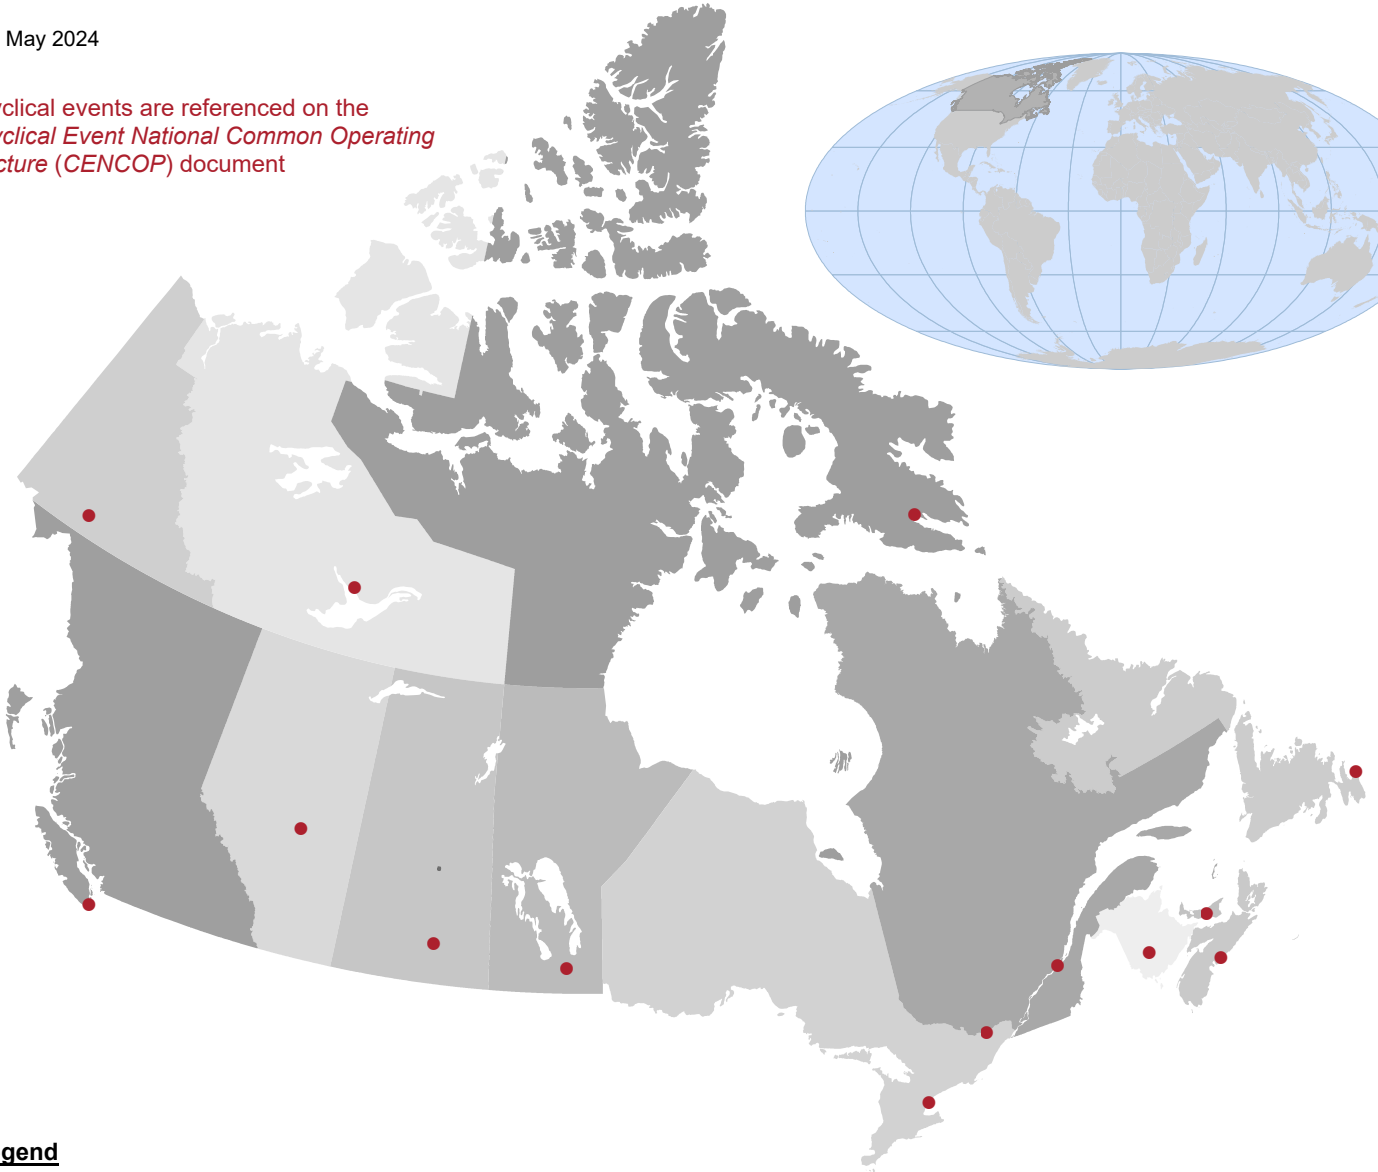 May 2024
yclical events are referenced on the
yclical Event National Common Operating
cture (CENCOP) document
gend